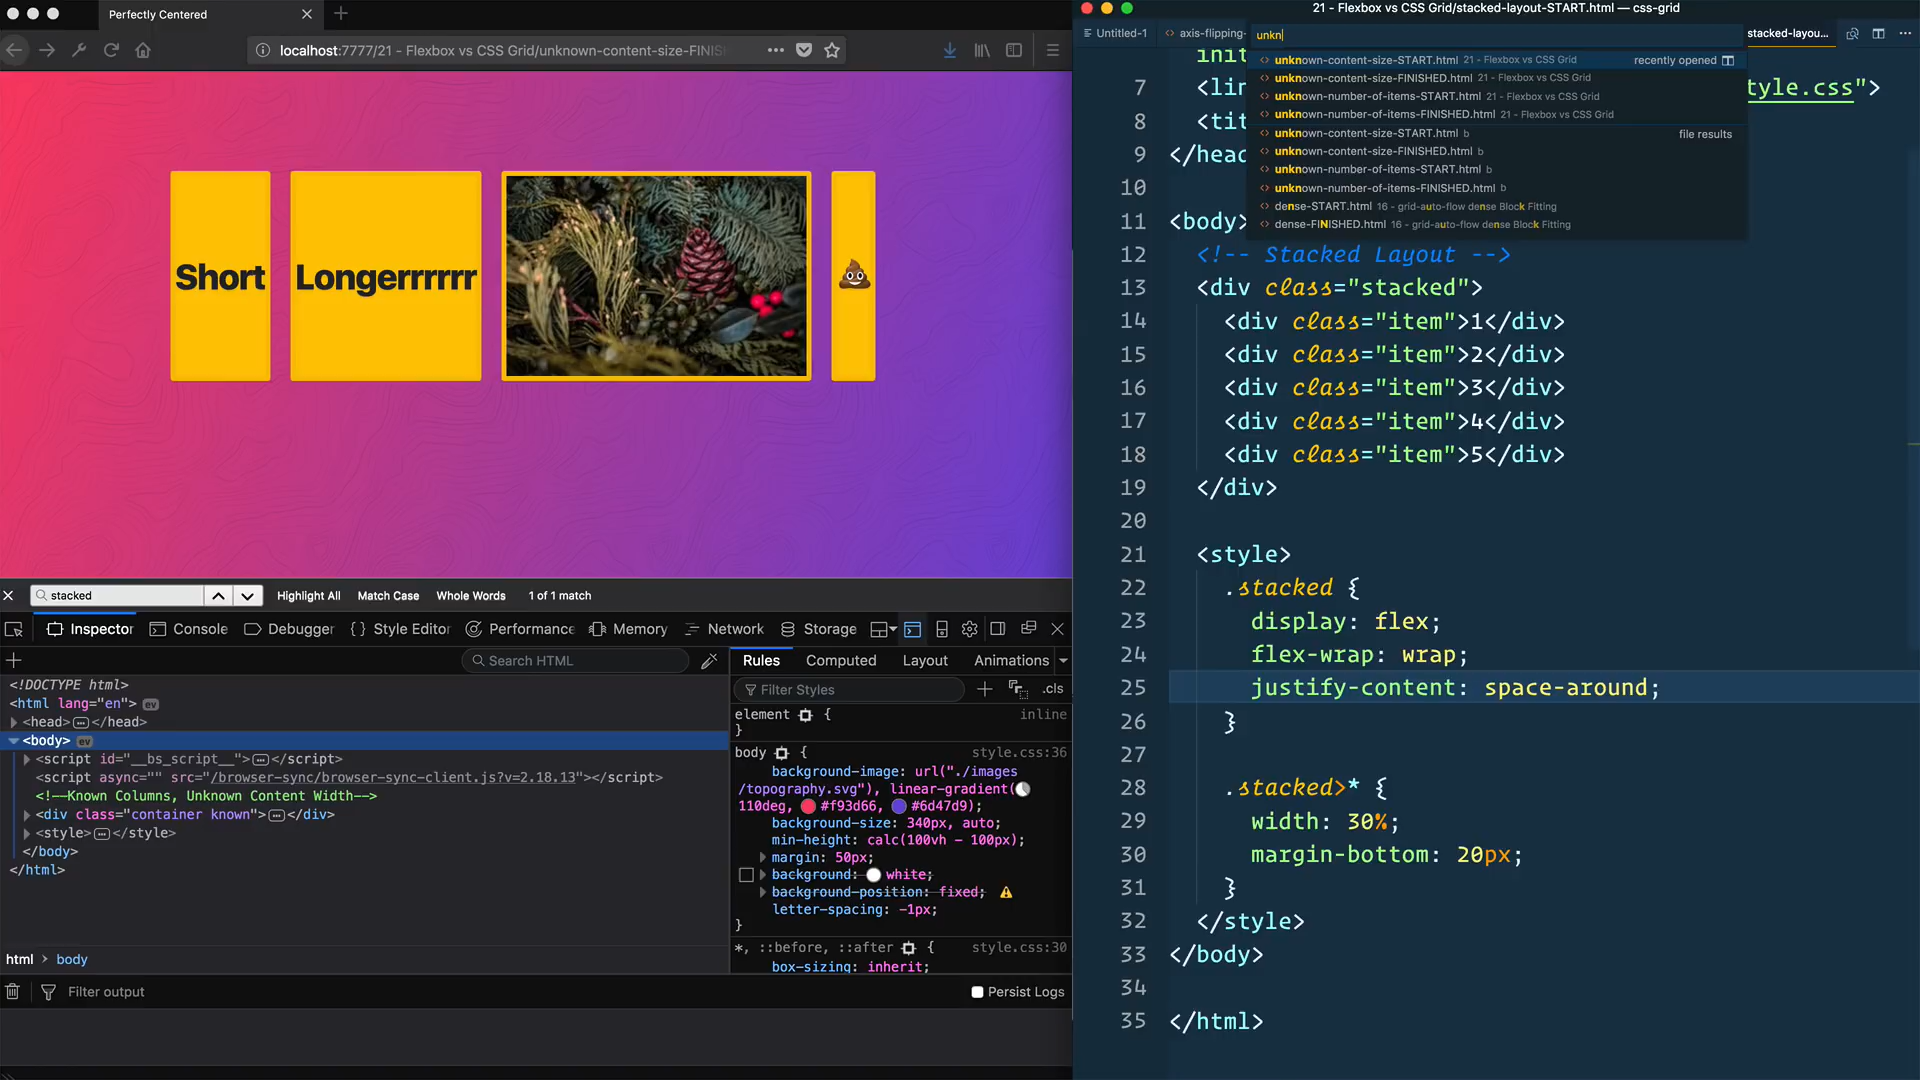 Perfectly Centered
localhost:7777/21 - Flexbox vs CSS Grid/unknown-content-size-FINISH
Short
Longerrrrrr
stacked
Highlight All
Match Case
Whole Words
1 of 1 match
Inspector
Console
Debugger
Style Editor
Performance
Memory
Network
Storage
Search HTML
<!DOCTYPE html>
<html lang="en"> ev
<head></head>
<body> ev
<script id="__bs_script__"></script>
<script async="" src="/browser-sync/browser-sync-client.js?v=2.18.13"></script>
<!--Known Columns, Unknown Content Width-->
<div class="container known"></div>
<style></style>
</body>
</html>
html > body
Rules
Computed
Layout
Animations
Filter Styles
.cls
element { inline
}
body { style.css:36
background-image: url("./images
/topography.svg"), linear-gradient(
110deg, #f93d66, #6d47d9);
background-size: 340px, auto;
min-height: calc(100vh - 100px);
margin: 50px;
background: white;
background-position: fixed;
letter-spacing: -1px;
}
*, ::before, ::after { style.css:30
box-sizing: inherit;
Filter output
Persist Logs
21 - Flexbox vs CSS Grid/stacked-layout-START.html — css-grid
Untitled-1
axis-flipping-
stacked-layou...
unkn
unknown-content-size-START.html 21 - Flexbox vs CSS Grid recently opened
unknown-content-size-FINISHED.html 21 - Flexbox vs CSS Grid
unknown-number-of-items-START.html 21 - Flexbox vs CSS Grid
unknown-number-of-items-FINISHED.html 21 - Flexbox vs CSS Grid
unknown-content-size-START.html b file results
unknown-content-size-FINISHED.html b
unknown-number-of-items-START.html b
unknown-number-of-items-FINISHED.html b
dense-START.html 16 - grid-auto-flow dense Block Fitting
dense-FINISHED.html 16 - grid-auto-flow dense Block Fitting
init
7 <lin tyle.css">
8 <tit
9 </head
10
11 <body>
12 <!-- Stacked Layout -->
13 <div class="stacked">
14 <div class="item">1</div>
15 <div class="item">2</div>
16 <div class="item">3</div>
17 <div class="item">4</div>
18 <div class="item">5</div>
19 </div>
20
21 <style>
22 .stacked {
23 display: flex;
24 flex-wrap: wrap;
25 justify-content: space-around;
26 }
27
28 .stacked>* {
29 width: 30%;
30 margin-bottom: 20px;
31 }
32 </style>
33 </body>
34
35 </html>